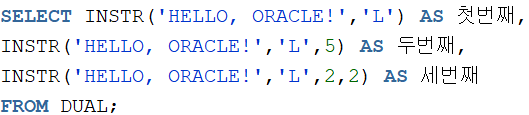 SELECT INSTR('HELLO, ORACLE!','L') AS 첫번째,
INSTR('HELLO, ORACLE!','L',5) AS 두번째,
INSTR('HELLO, ORACLE!','L',2,2) AS 세번째
FROM DUAL;